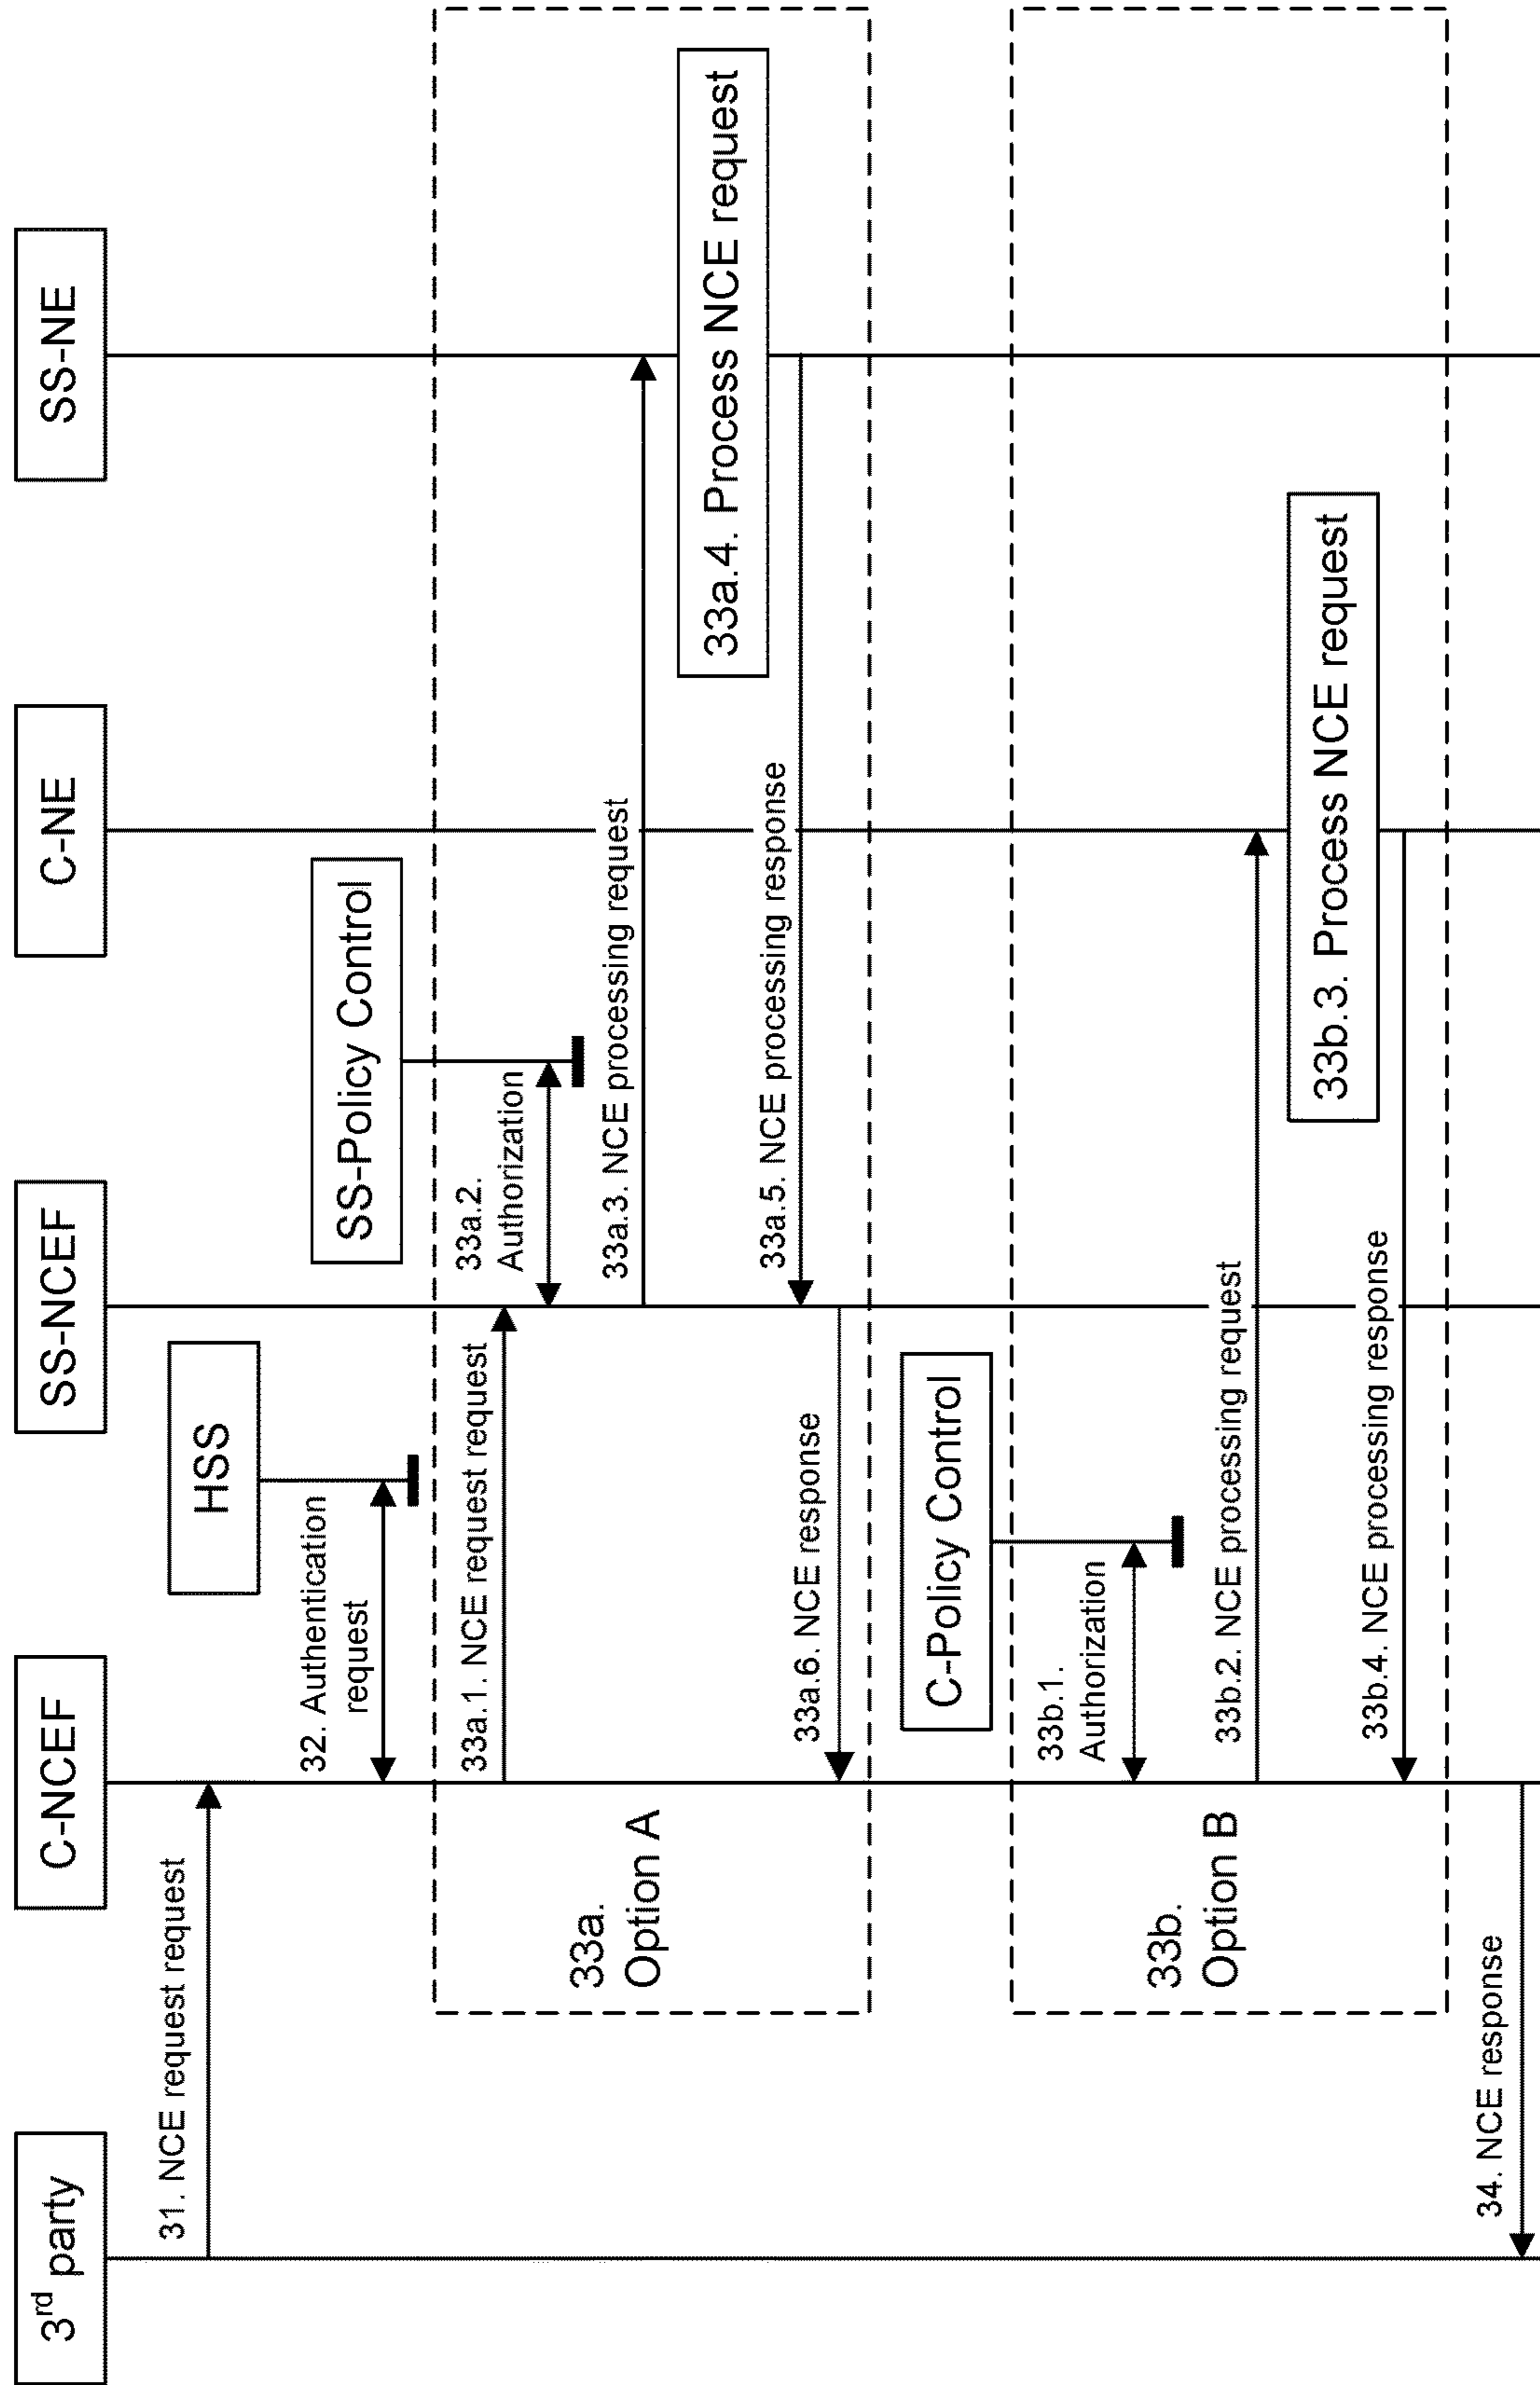 3rd party
C-NCEF
SS-NCEF
C-NE
SS-NE
31. NCE request request
HSS
32. Authentication
request
SS-Policy Control
33a.
Option A
33a.1. NCE request request
33a.2.
Authorization
33a.3. NCE processing request
33a.4. Process NCE request
33a.5. NCE processing response
33a.6. NCE response
C-Policy Control
33b.
Option B
33b.1.
Authorization
33b.2. NCE processing request
33b.3. Process NCE request
33b.4. NCE processing response
34. NCE response